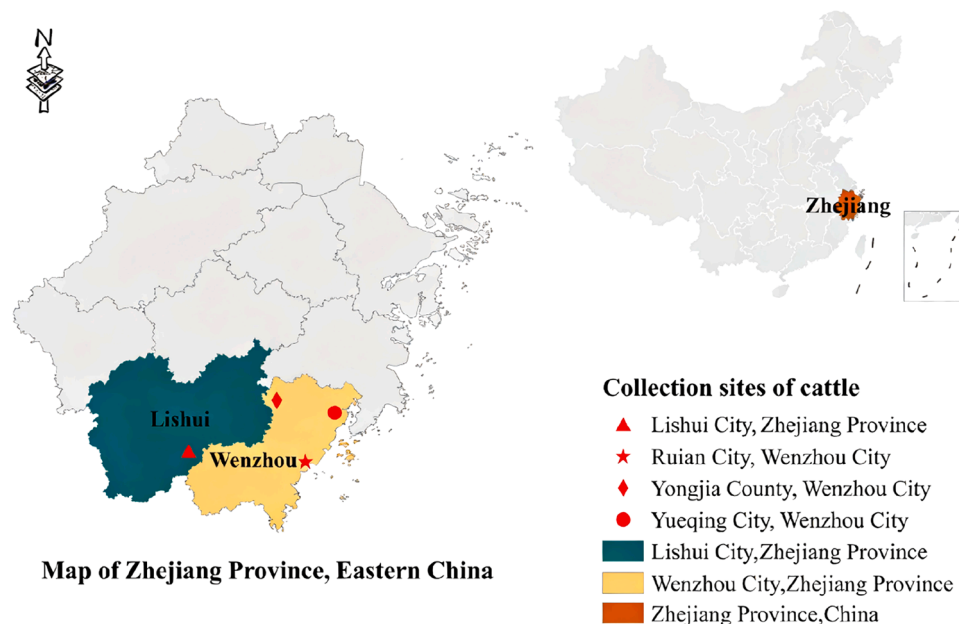 N
Zhejiang
Lishui
Wenzhou
Map of Zhejiang Province, Eastern China
Collection sites of cattle
Lishui City, Zhejiang Province
Ruian City, Wenzhou City
Yongjia County, Wenzhou City
Yueqing City, Wenzhou City
Lishui City,Zhejiang Province
Wenzhou City,Zhejiang Province
Zhejiang Province,China